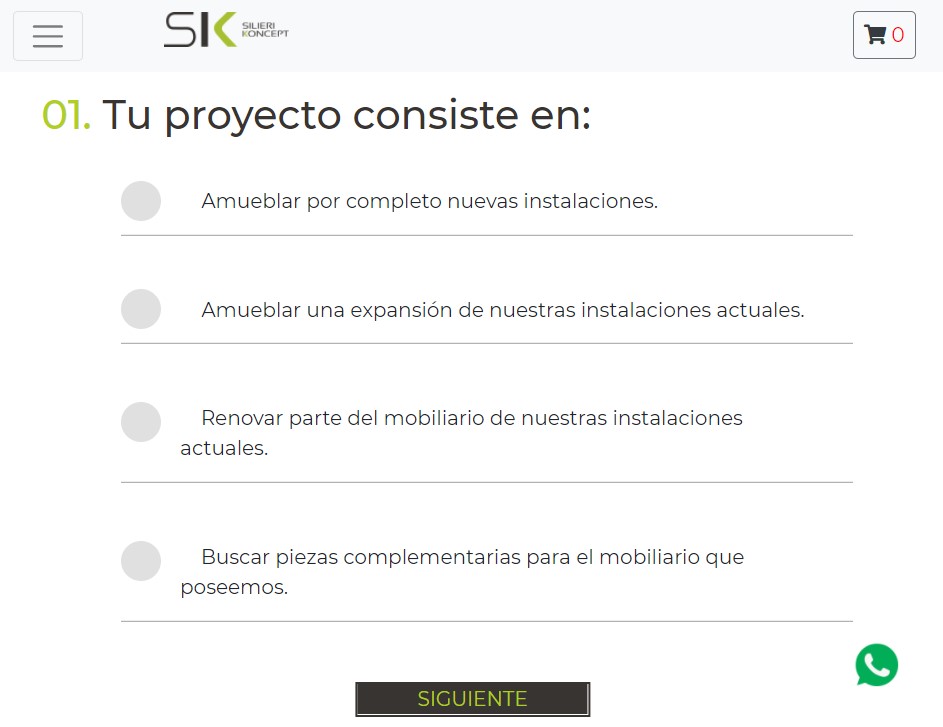 SK SILIERI
KONCEPT
0
01. Tu proyecto consiste en:
Amueblar por completo nuevas instalaciones.
Amueblar una expansión de nuestras instalaciones actuales.
Renovar parte del mobiliario de nuestras instalaciones
actuales.
Buscar piezas complementarias para el mobiliario que
poseemos.
SIGUIENTE